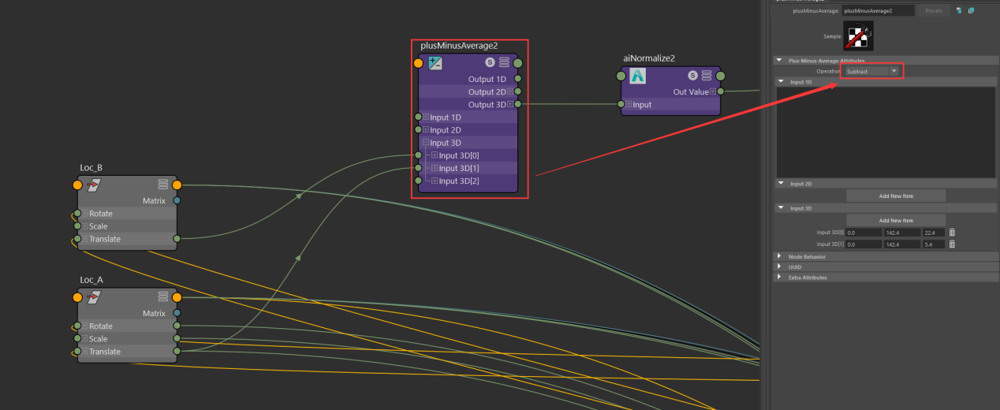 plusMinusAverage2
Output 1D
Output 2D
Output 3D
Input 1D
Input 2D
Input 3D
Input 3D[0]
Input 3D[1]
Input 3D[2]
aiNormalize2
Out Value
Input
Loc_B
Matrix
Rotate
Scale
Translate
Loc_A
Matrix
Rotate
Scale
Translate
plusMinusAverage: plusMinusAverage2 Presets
Sample
Plus-Minus-Average Attributes
Operation Subtract
Input 1D
Input 2D
Add New Item
Input 3D
Add New Item
Input 3D[0] 0.0 142.4 22.4
Input 3D[1] 0.0 142.4 5.4
Node Behavior
UUID
Extra Attributes